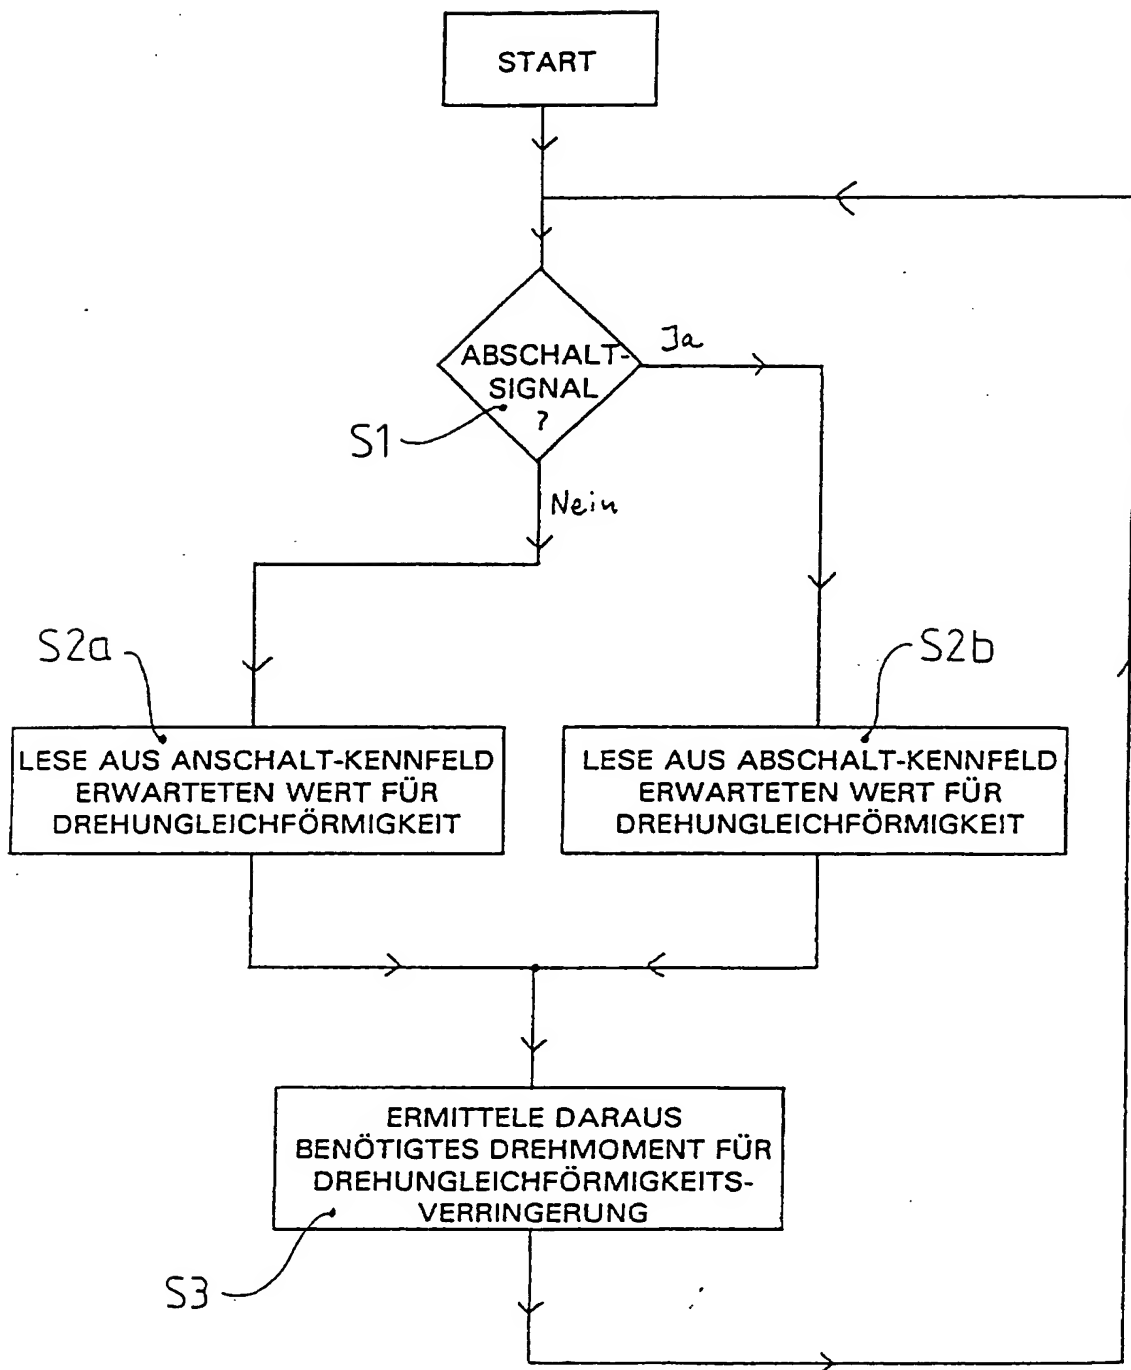 START
ABSCHALT-
SIGNAL
?
Ja
S1
Nein
S2a
S2b
LESE AUS ANSCHALT-KENNFELD
ERWARTETEN WERT FÜR
DREHUNGLEICHFÖRMIGKEIT
LESE AUS ABSCHALT-KENNFELD
ERWARTETEN WERT FÜR
DREHUNGLEICHFÖRMIGKEIT
ERMITTELE DARAUS
BENÖTIGTES DREHMOMENT FÜR
DREHUNGLEICHFÖRMIGKEITS-
VERRINGERUNG
S3